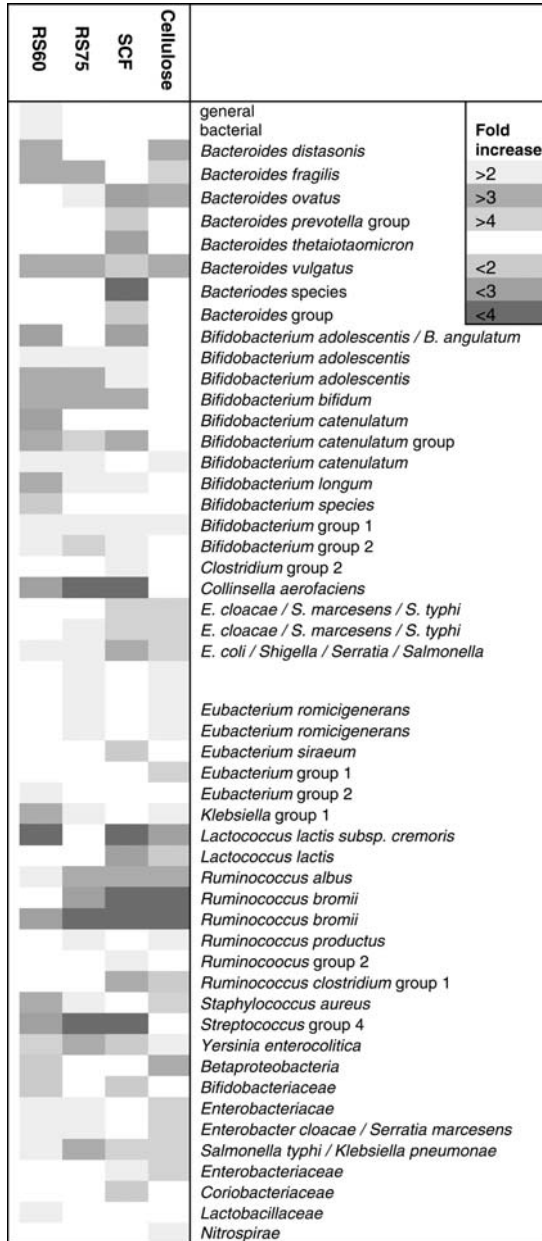 RS60
RS75
SCF
Cellulose
general
bacterial
Bacteroides distasonis
Bacteroides fragilis
Bacteroides ovatus
Bacteroides prevotella group
Bacteroides thetaiotaomicron
Bacteroides vulgatus
Bacteriodes species
Bacteroides group
Bifidobacterium adolescentis / B. angulatum
Bifidobacterium adolescentis
Bifidobacterium adolescentis
Bifidobacterium bifidum
Bifidobacterium catenulatum
Bifidobacterium catenulatum group
Bifidobacterium catenulatum
Bifidobacterium longum
Bifidobacterium species
Bifidobacterium group 1
Bifidobacterium group 2
Clostridium group 2
Collinsella aerofaciens
E. cloacae / S. marcesens / S. typhi
E. cloacae / S. marcesens / S. typhi
E. coli / Shigella / Serratia / Salmonella
Eubacterium romicigenerans
Eubacterium romicigenerans
Eubacterium siraeum
Eubacterium group 1
Eubacterium group 2
Klebsiella group 1
Lactococcus lactis subsp. cremoris
Lactococcus lactis
Ruminococcus albus
Ruminococcus bromii
Ruminococcus bromii
Ruminococcus productus
Ruminocoocus group 2
Ruminococcus clostridium group 1
Staphylococcus aureus
Streptococcus group 4
Yersinia enterocolitica
Betaproteobacteria
Bifidobacteriaceae
Enterobacteriacae
Enterobacter cloacae / Serratia marcesens
Salmonella typhi / Klebsiella pneumonae
Enterobacteriaceae
Coriobacteriaceae
Lactobacillaceae
Nitrospirae
Fold
increase
>2
>3
>4
<2
<3
<4